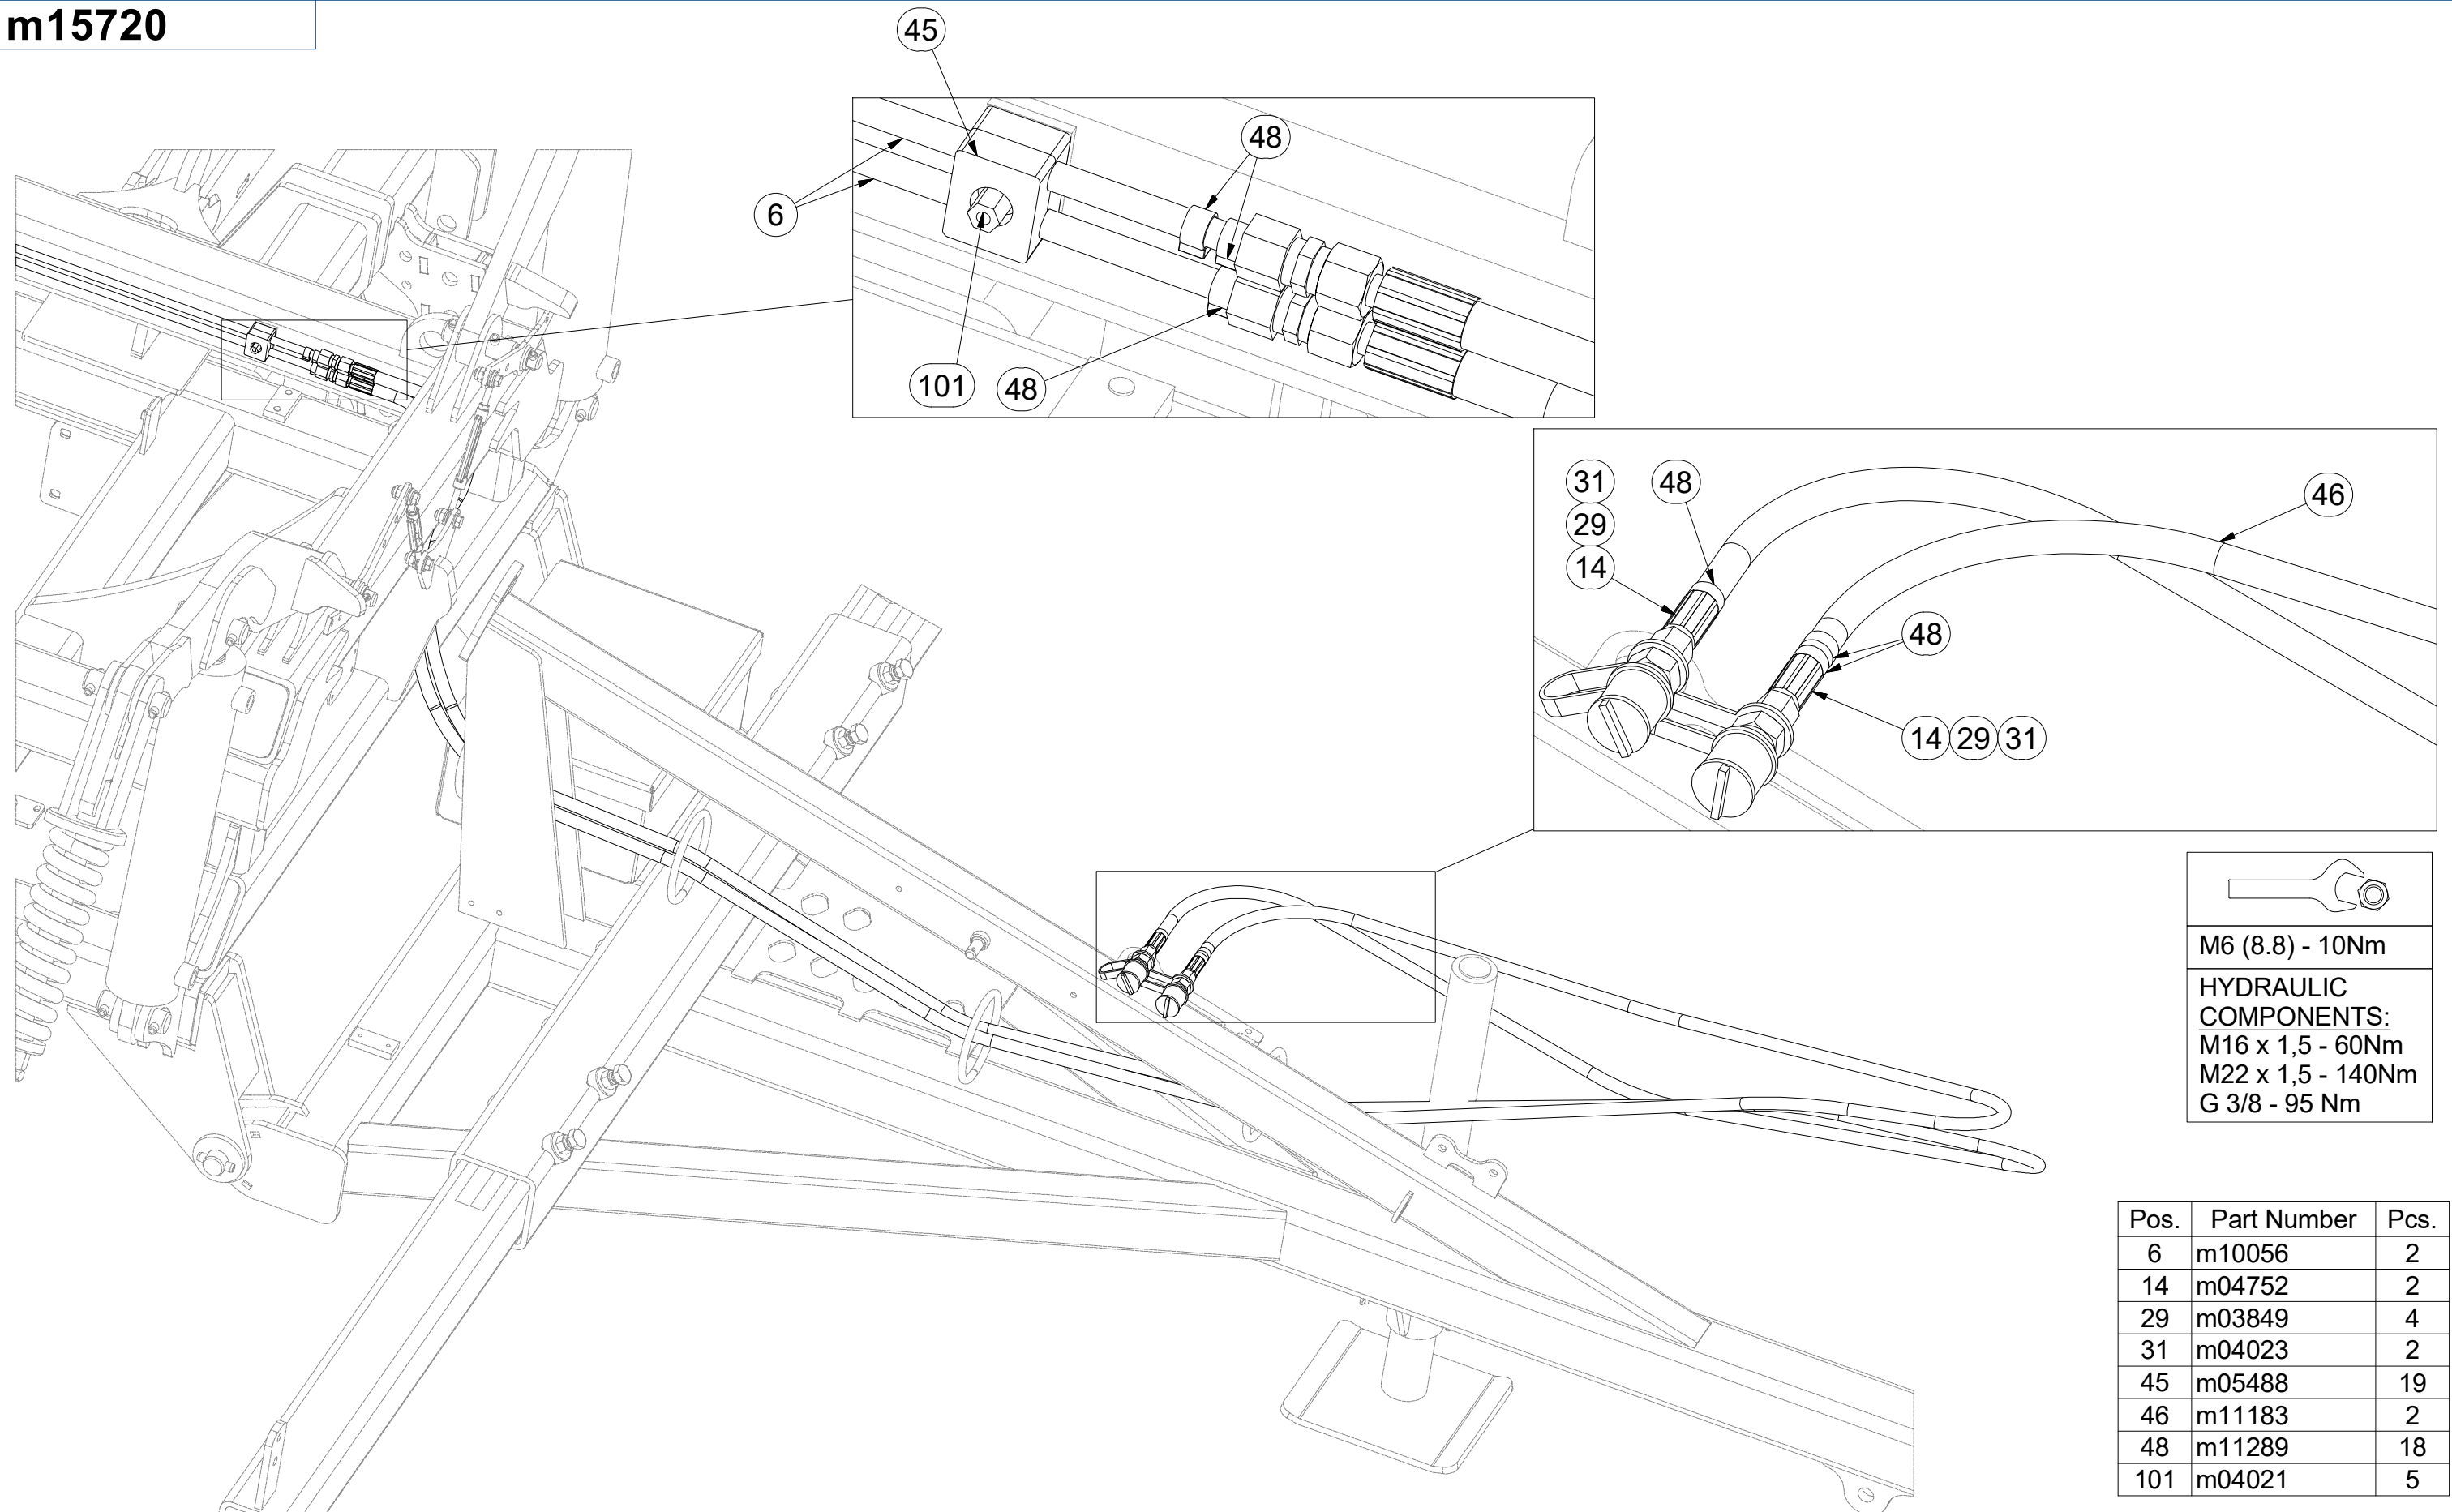 m15720
45
48
6
101
48
31
48
46
29
14
48
14 29 31
M6 (8.8) - 10Nm
HYDRAULIC
COMPONENTS:
M16 x 1,5 - 60Nm
M22 x 1,5 - 140Nm
G 3/8 - 95 Nm
Pos. Part Number Pcs.
6 m10056 2
14 m04752 2
29 m03849 4
31 m04023 2
45 m05488 19
46 m11183 2
48 m11289 18
101 m04021 5